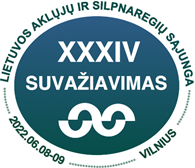 LIETUVOS AKLŲJŲ IR SILPNAREGIŲ SĄJUNGA
XXXIV
SUVAŽIAVIMAS
2022.06.08-09
VILNIUS